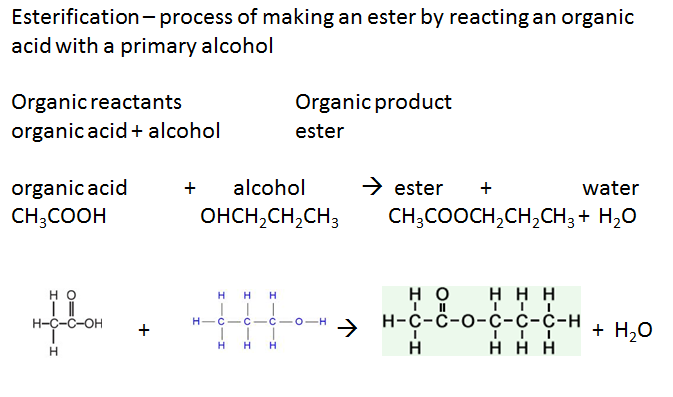 Esterification – process of making an ester by reacting an organic
acid with a primary alcohol
Organic reactants Organic product
organic acid + alcohol ester
organic acid + alcohol → ester + water
CH₃COOH OHCH₂CH₂CH₃ CH₃COOCH₂CH₂CH₃ + H₂O
H O H H H H O H H H
H-C-C-OH + H-C-C-C-O-H → H-C-C-O-C-C-C-H + H₂O
H H H H H H H H